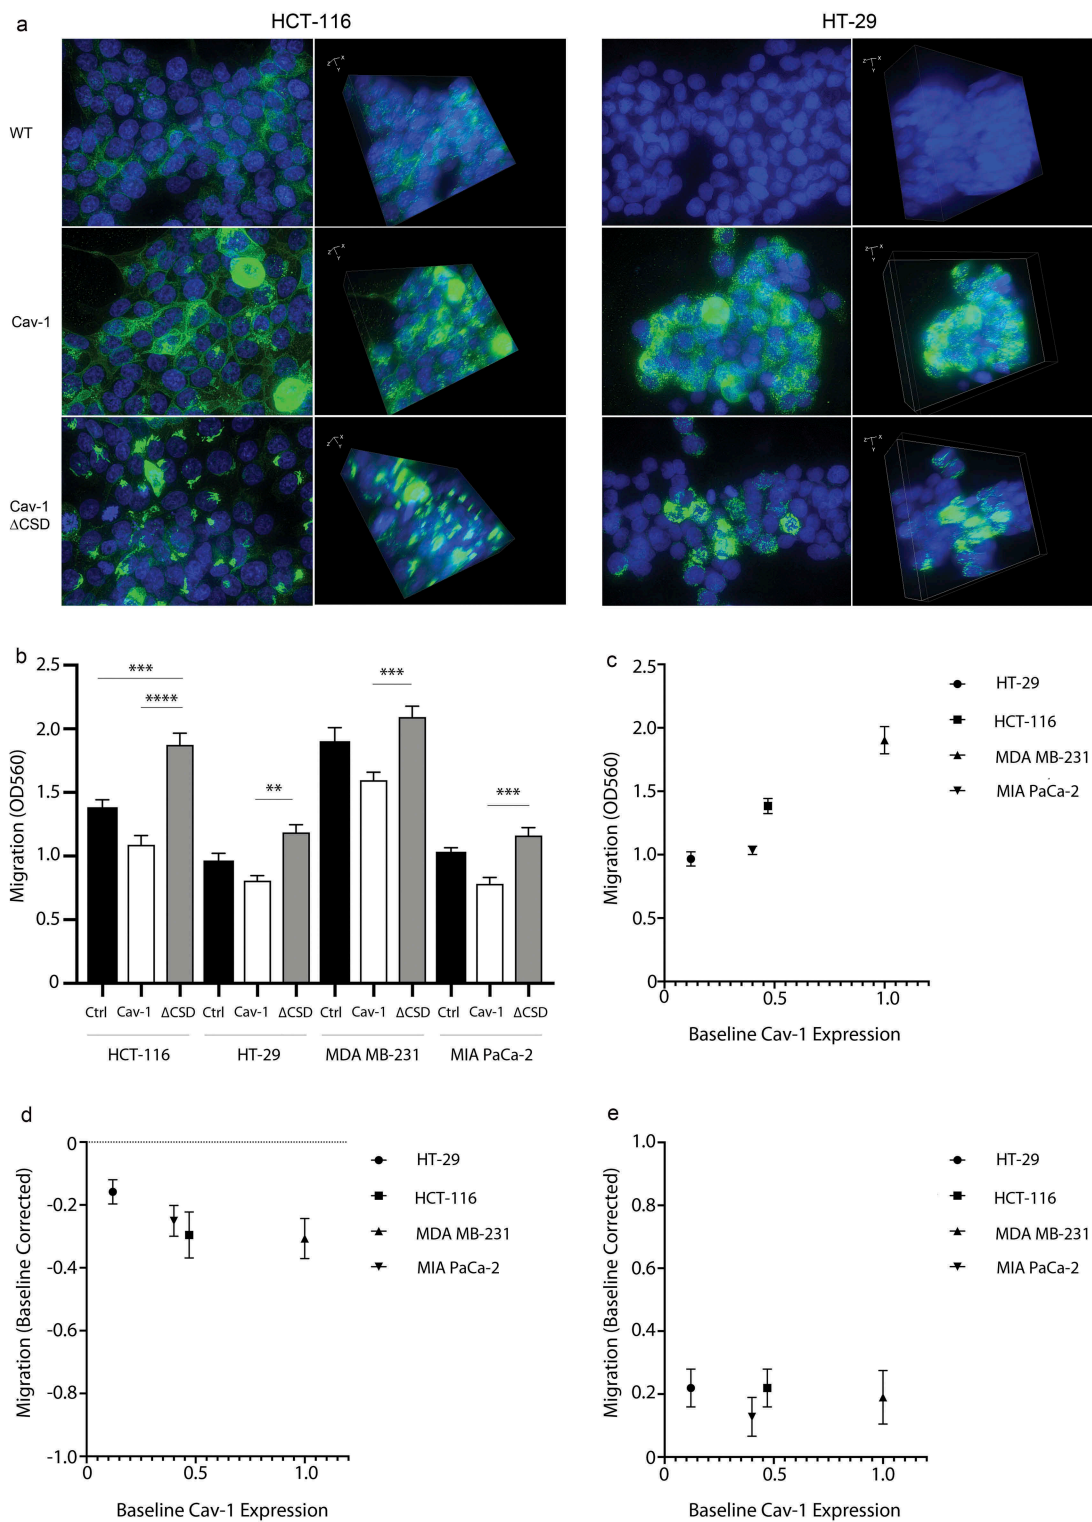 a
HCT-116
HT-29
WT
Cav-1
Cav-1
ΔCSD
Z X Y
Z X Y
Z X Y
Z X Y
Z X Y
Z X Y
b
Migration (OD560)
2.5
2.0
1.5
1.0
0.5
0
***
****
**
***
***
Ctrl Cav-1 ΔCSD Ctrl Cav-1 ΔCSD Ctrl Cav-1 ΔCSD Ctrl Cav-1 ΔCSD
HCT-116 HT-29 MDA MB-231 MIA PaCa-2
c
Migration (OD560)
2.5
2.0
1.5
1.0
0.5
0
0 0.5 1.0
Baseline Cav-1 Expression
HT-29
HCT-116
MDA MB-231
MIA PaCa-2
d
Migration (Baseline Corrected)
0
-0.2
-0.4
-0.6
-0.8
-1.0
0 0.5 1.0
Baseline Cav-1 Expression
HT-29
HCT-116
MDA MB-231
MIA PaCa-2
e
Migration (Baseline Corrected)
1.0
0.8
0.6
0.4
0.2
0
0 0.5 1.0
Baseline Cav-1 Expression
HT-29
HCT-116
MDA MB-231
MIA PaCa-2